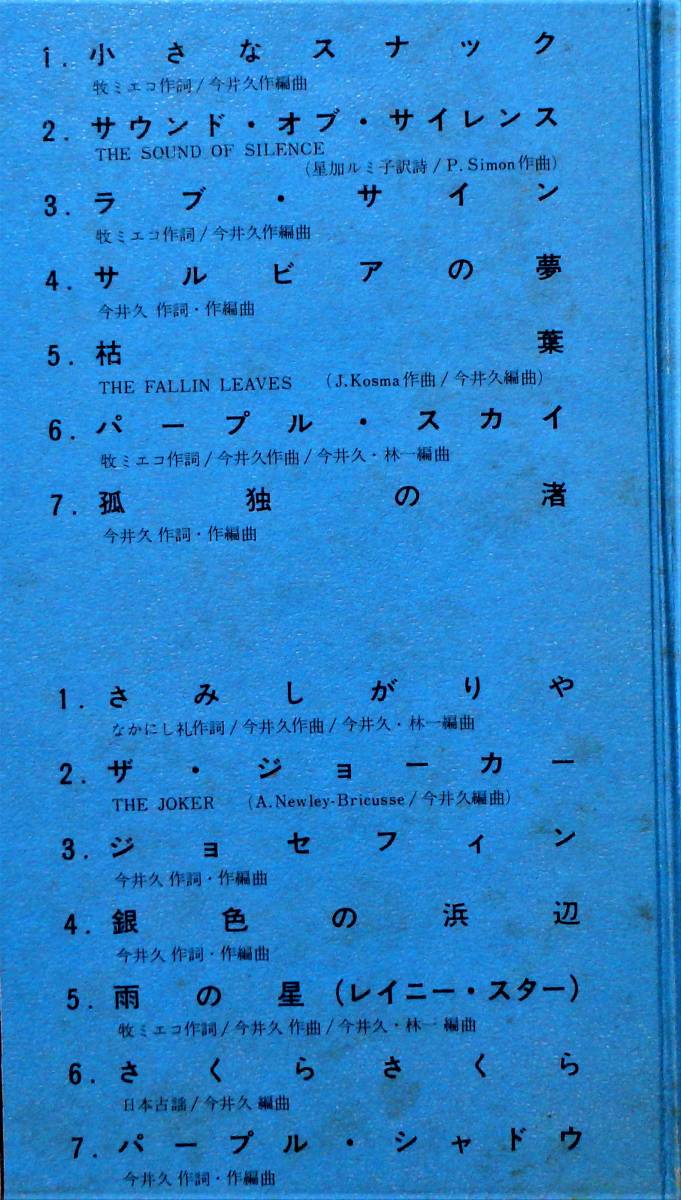 1. 小さなスナック
牧ミエコ作詞/今井久作編曲
2. サウンド・オブ・サイレンス
THE SOUND OF SILENCE
(星加ルミ子訳詩/P.Simon作曲)
3. ラブ・サイン
牧ミエコ作詞/今井久作編曲
4. サルビアの夢
今井久 作詞・作編曲
5. 枯葉
THE FALLIN LEAVES (J.Kosma作曲/今井久編曲)
6. パープル・スカイ
牧ミエコ作詞/今井久作曲/今井久・林一編曲
7. 孤独の渚
今井久 作詞・作編曲
1. さみしがりや
なかにし礼作詞/今井久作曲/今井久・林一編曲
2. ザ・ジョーカー
THE JOKER (A.Newley-Bricusse/今井久編曲)
3. ジョセフィン
今井久 作詞・作編曲
4. 銀色の浜辺
今井久 作詞・作編曲
5. 雨の星(レイニー・スター)
牧ミエコ作詞/今井久 作曲/今井久・林一 編曲
6. さくらさくら
日本古謡/今井久 編曲
7. パープル・シャドウ
今井久 作詞・作編曲